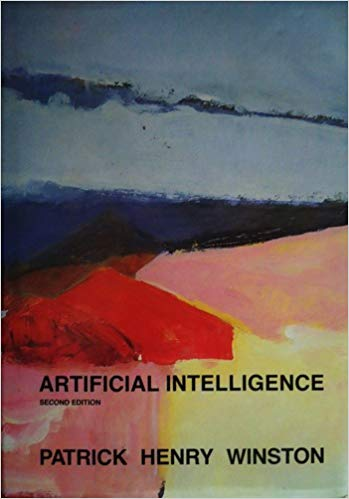 ARTIFICIAL INTELLIGENCE
SECOND EDITION
PATRICK HENRY WINSTON